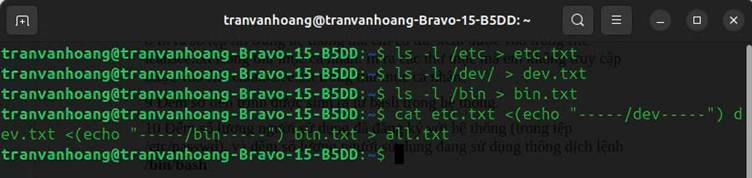 tranvanhoang@tranvanhoang-Bravo-15-B5DD: ~
tranvanhoang@tranvanhoang-Bravo-15-B5DD:~$ ls -l /etc > etc.txt
tranvanhoang@tranvanhoang-Bravo-15-B5DD:~$ ls -l /dev/ > dev.txt
tranvanhoang@tranvanhoang-Bravo-15-B5DD:~$ ls -l /bin > bin.txt
tranvanhoang@tranvanhoang-Bravo-15-B5DD:~$ cat etc.txt <(echo "-----/dev-----") d
ev.txt <(echo "-----/bin-----") bin.txt > all.txt
tranvanhoang@tranvanhoang-Bravo-15-B5DD:~$
/bin/bash